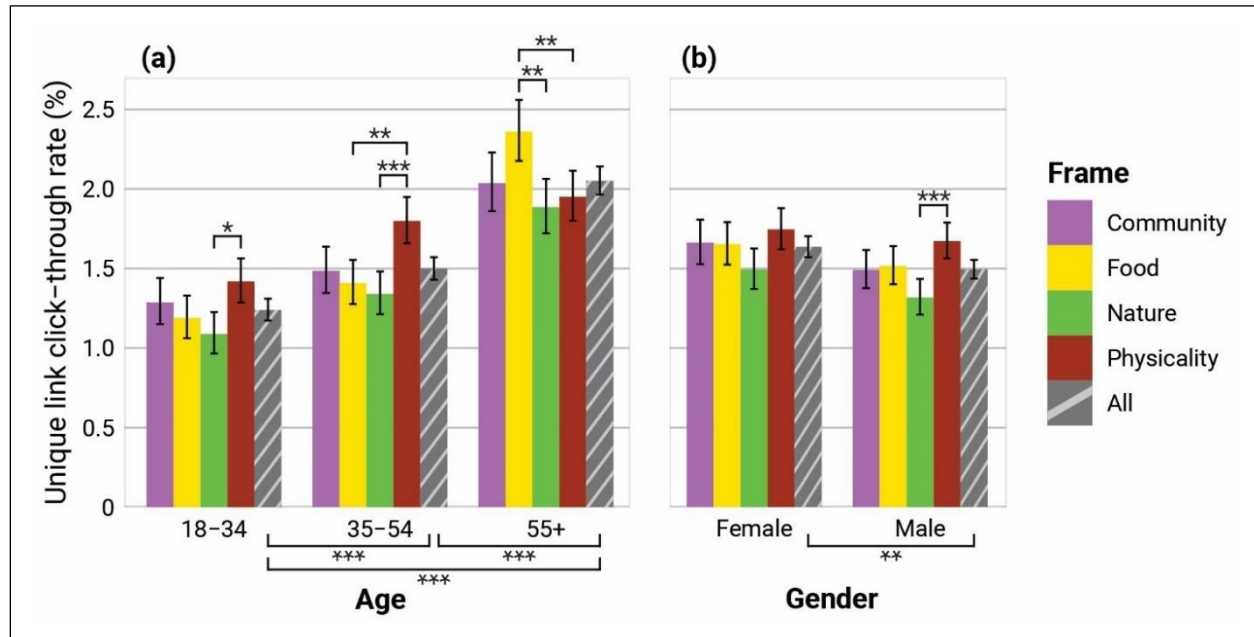 (a)
(b)
Unique link click−through rate (%)
2.5
2.0
1.5
1.0
0.5
0
*
**
***
**
**
***
18−34 35−54 55+
*** ***
***
Age
Female Male
**
Gender
Frame
Community
Food
Nature
Physicality
All